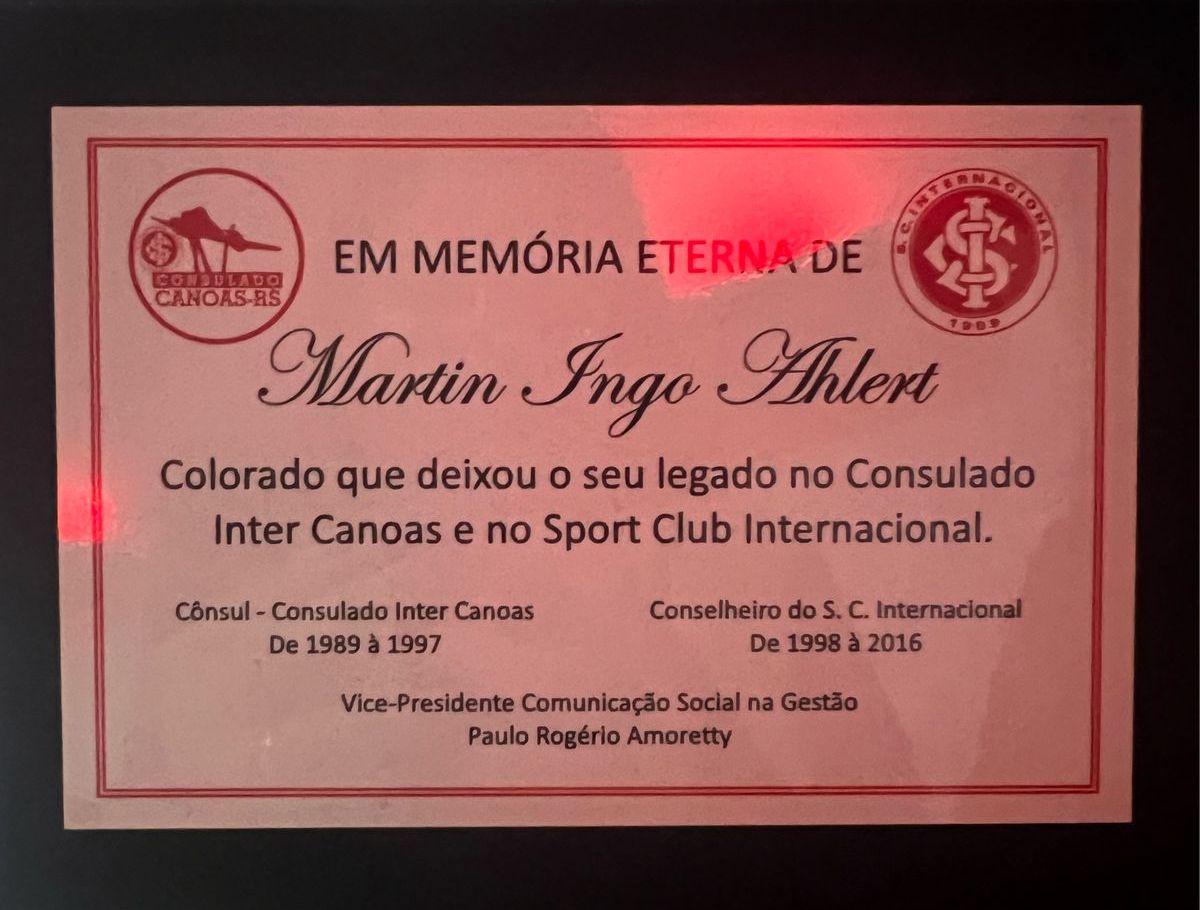 CONSULADO
CANOAS-RS
EM MEMÓRIA ETERNA DE
S.C. INTERNACIONAL
1909
Martin Ingo Ahlert
Colorado que deixou o seu legado no Consulado
Inter Canoas e no Sport Club Internacional.
Cônsul - Consulado Inter Canoas
De 1989 à 1997
Conselheiro do S. C. Internacional
De 1998 à 2016
Vice-Presidente Comunicação Social na Gestão
Paulo Rogério Amoretty